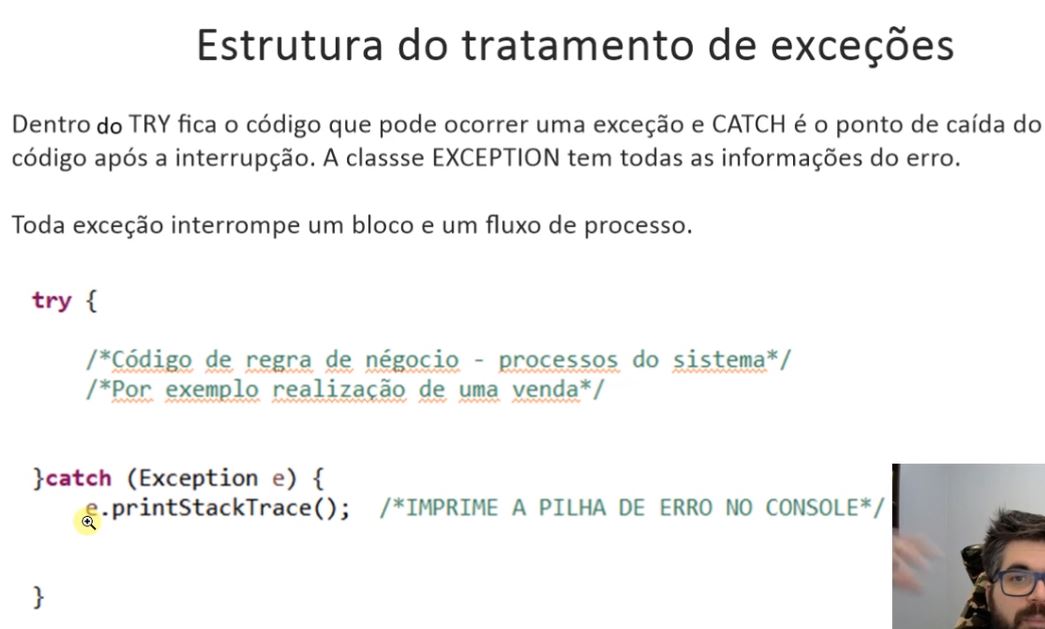 Estrutura do tratamento de exceções
Dentro do TRY fica o código que pode ocorrer uma exceção e CATCH é o ponto de caída do
código após a interrupção. A classse EXCEPTION tem todas as informações do erro.
Toda exceção interrompe um bloco e um fluxo de processo.
try {
/*Código de regra de négocio - processos do sistema*/
/*Por exemplo realização de uma venda*/
}catch (Exception e) {
e.printStackTrace(); /*IMPRIME A PILHA DE ERRO NO CONSOLE*/
}